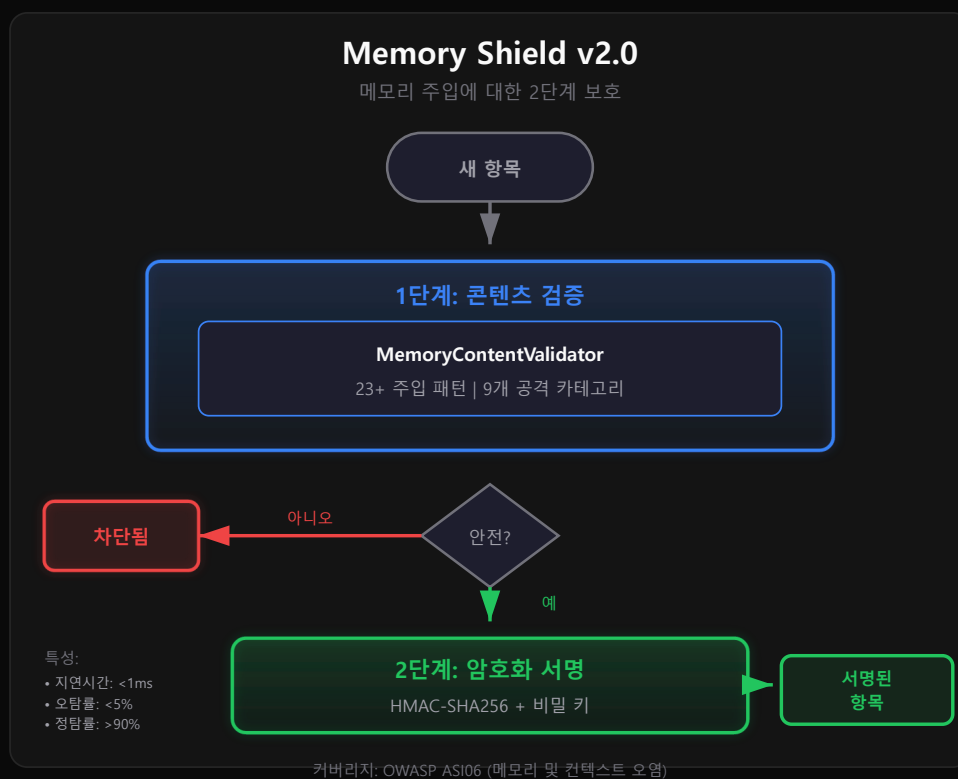 Memory Shield v2.0
메모리 주입에 대한 2단계 보호
새 항목
1단계: 콘텐츠 검증
MemoryContentValidator
23+ 주입 패턴 | 9개 공격 카테고리
안전?
아니오
차단됨
예
2단계: 암호화 서명
HMAC-SHA256 + 비밀 키
서명된
항목
특성:
• 지연시간: <1ms
• 오탐률: <5%
• 정탐률: >90%
커버리지: OWASP ASI06 (메모리 및 컨텍스트 오염)